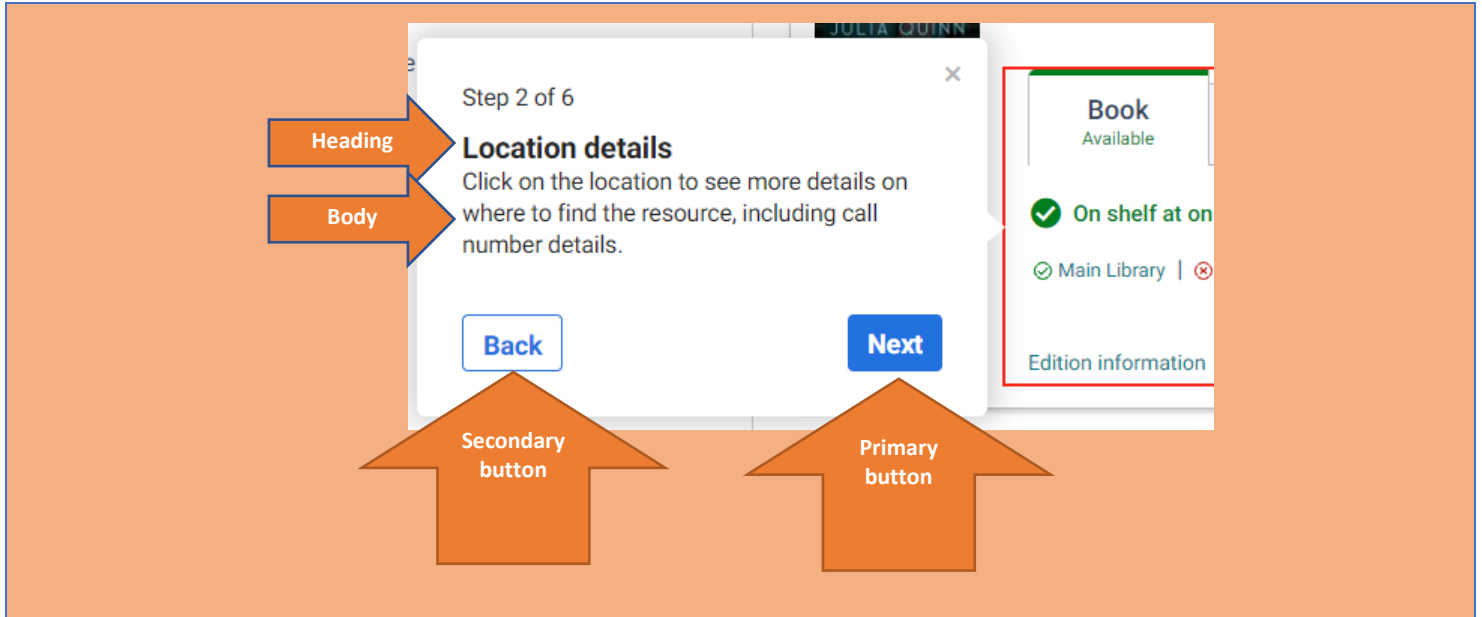 JULIA QUINN
e
Step 2 of 6
Heading
Location details
Body
Click on the location to see more details on
where to find the resource, including call
number details.
Back
Next
Secondary
button
Primary
button
Book
Available
On shelf at on
Main Library |
Edition information